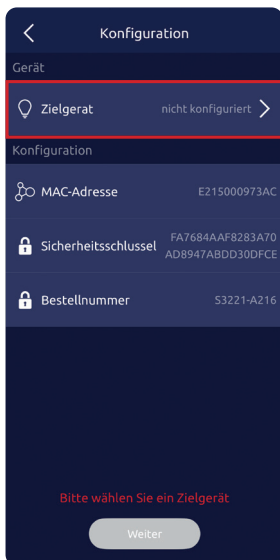 Konfiguration
Gerät
Zielgerat nicht konfiguriert
Konfiguration
MAC-Adresse E215000973AC
Sicherheitsschlussel FA7684AAF8283A70
AD8947ABDD30DFCE
Bestellnummer S3221-A216
Bitte wählen Sie ein Zielgerät
Weiter